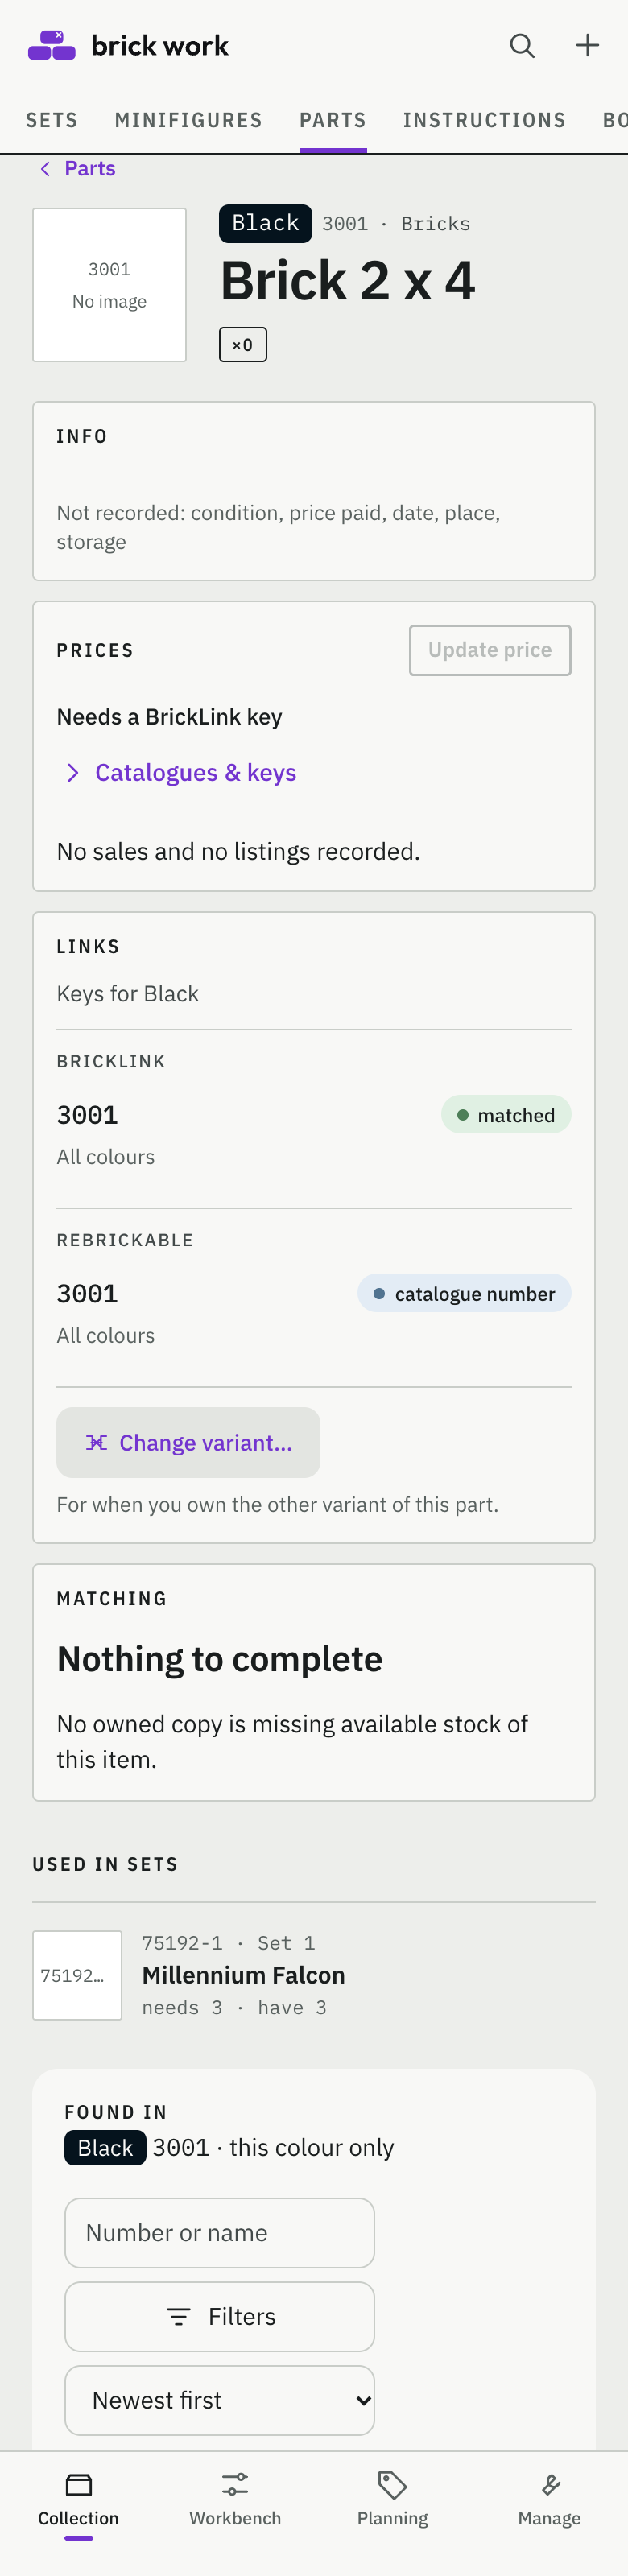 brick work
SETS MINIFIGURES PARTS INSTRUCTIONS BO
Parts
3001
No image
Black 3001 · Bricks
Brick 2 x 4
×0
INFO
Not recorded: condition, price paid, date, place,
storage
PRICES Update price
Needs a BrickLink key
Catalogues & keys
No sales and no listings recorded.
LINKS
Keys for Black
BRICKLINK
3001 matched
All colours
REBRICKABLE
3001 catalogue number
All colours
Change variant…
For when you own the other variant of this part.
MATCHING
Nothing to complete
No owned copy is missing available stock of
this item.
USED IN SETS
75192…
75192-1 · Set 1
Millennium Falcon
needs 3 · have 3
FOUND IN
Black 3001 · this colour only
Number or name
Filters
Newest first
Collection Workbench Planning Manage